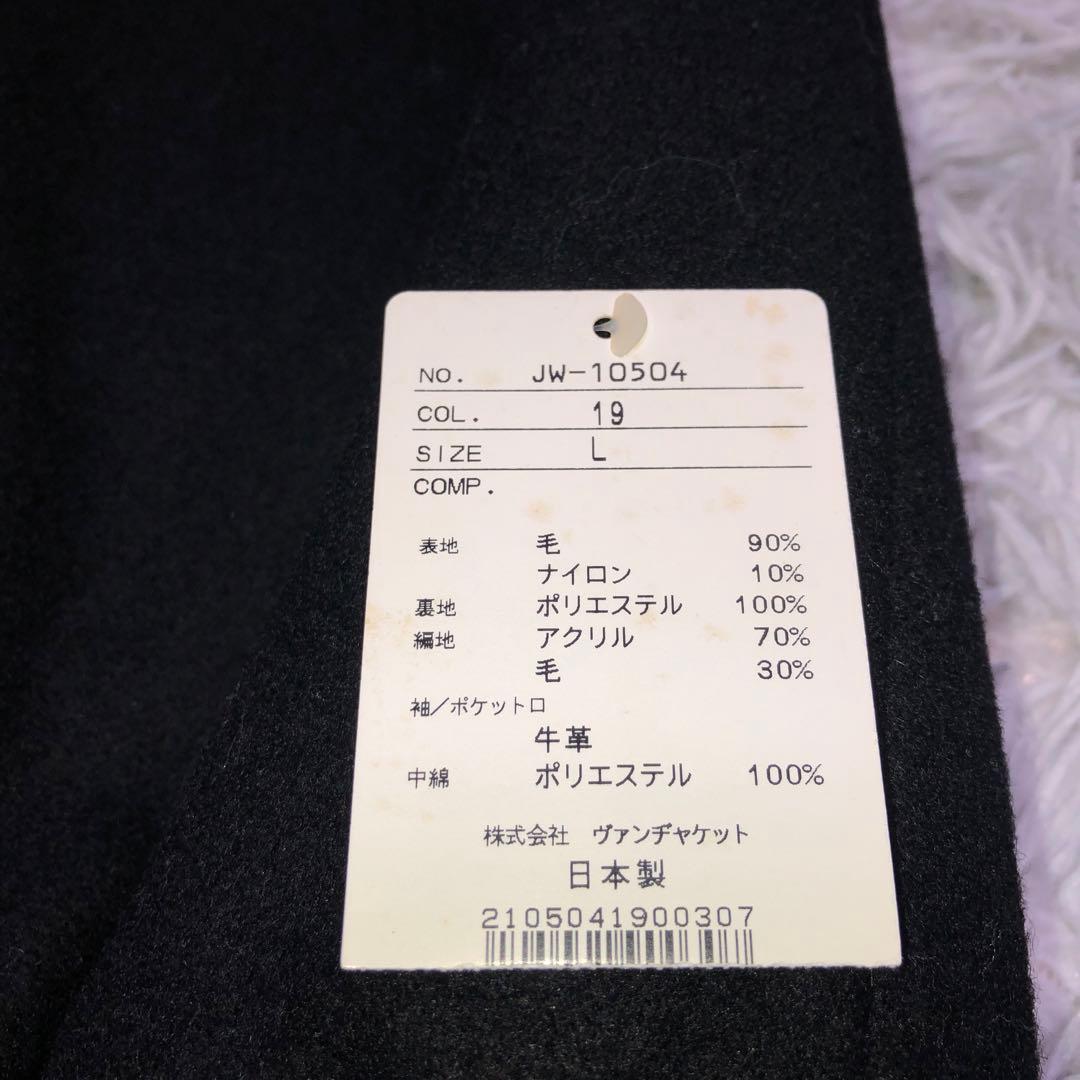 NO. JW-10504
COL. 19
SIZE L
COMP.
表地 毛 90%
ナイロン 10%
裏地 ポリエステル 100%
編地 アクリル 70%
毛 30%
袖/ポケット口
牛革
中綿 ポリエステル 100%
株式会社 ヴァンヂャケット
日本製
2105041900307